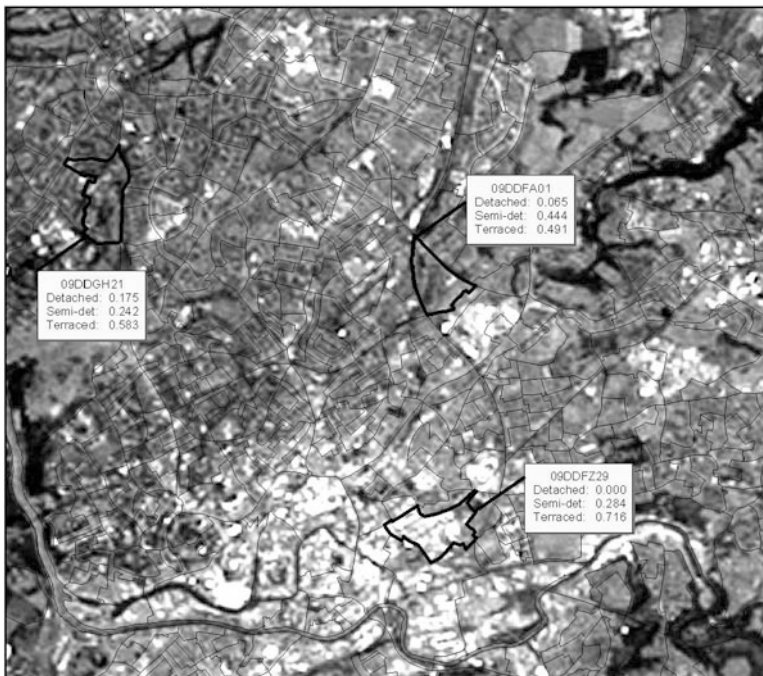 09DDFA01
Detached: 0.065
Semi-det: 0.444
Terraced: 0.491
09DDGH21
Detached: 0.175
Semi-det: 0.242
Terraced: 0.583
09DDFZ29
Detached: 0.000
Semi-det: 0.284
Terraced: 0.716